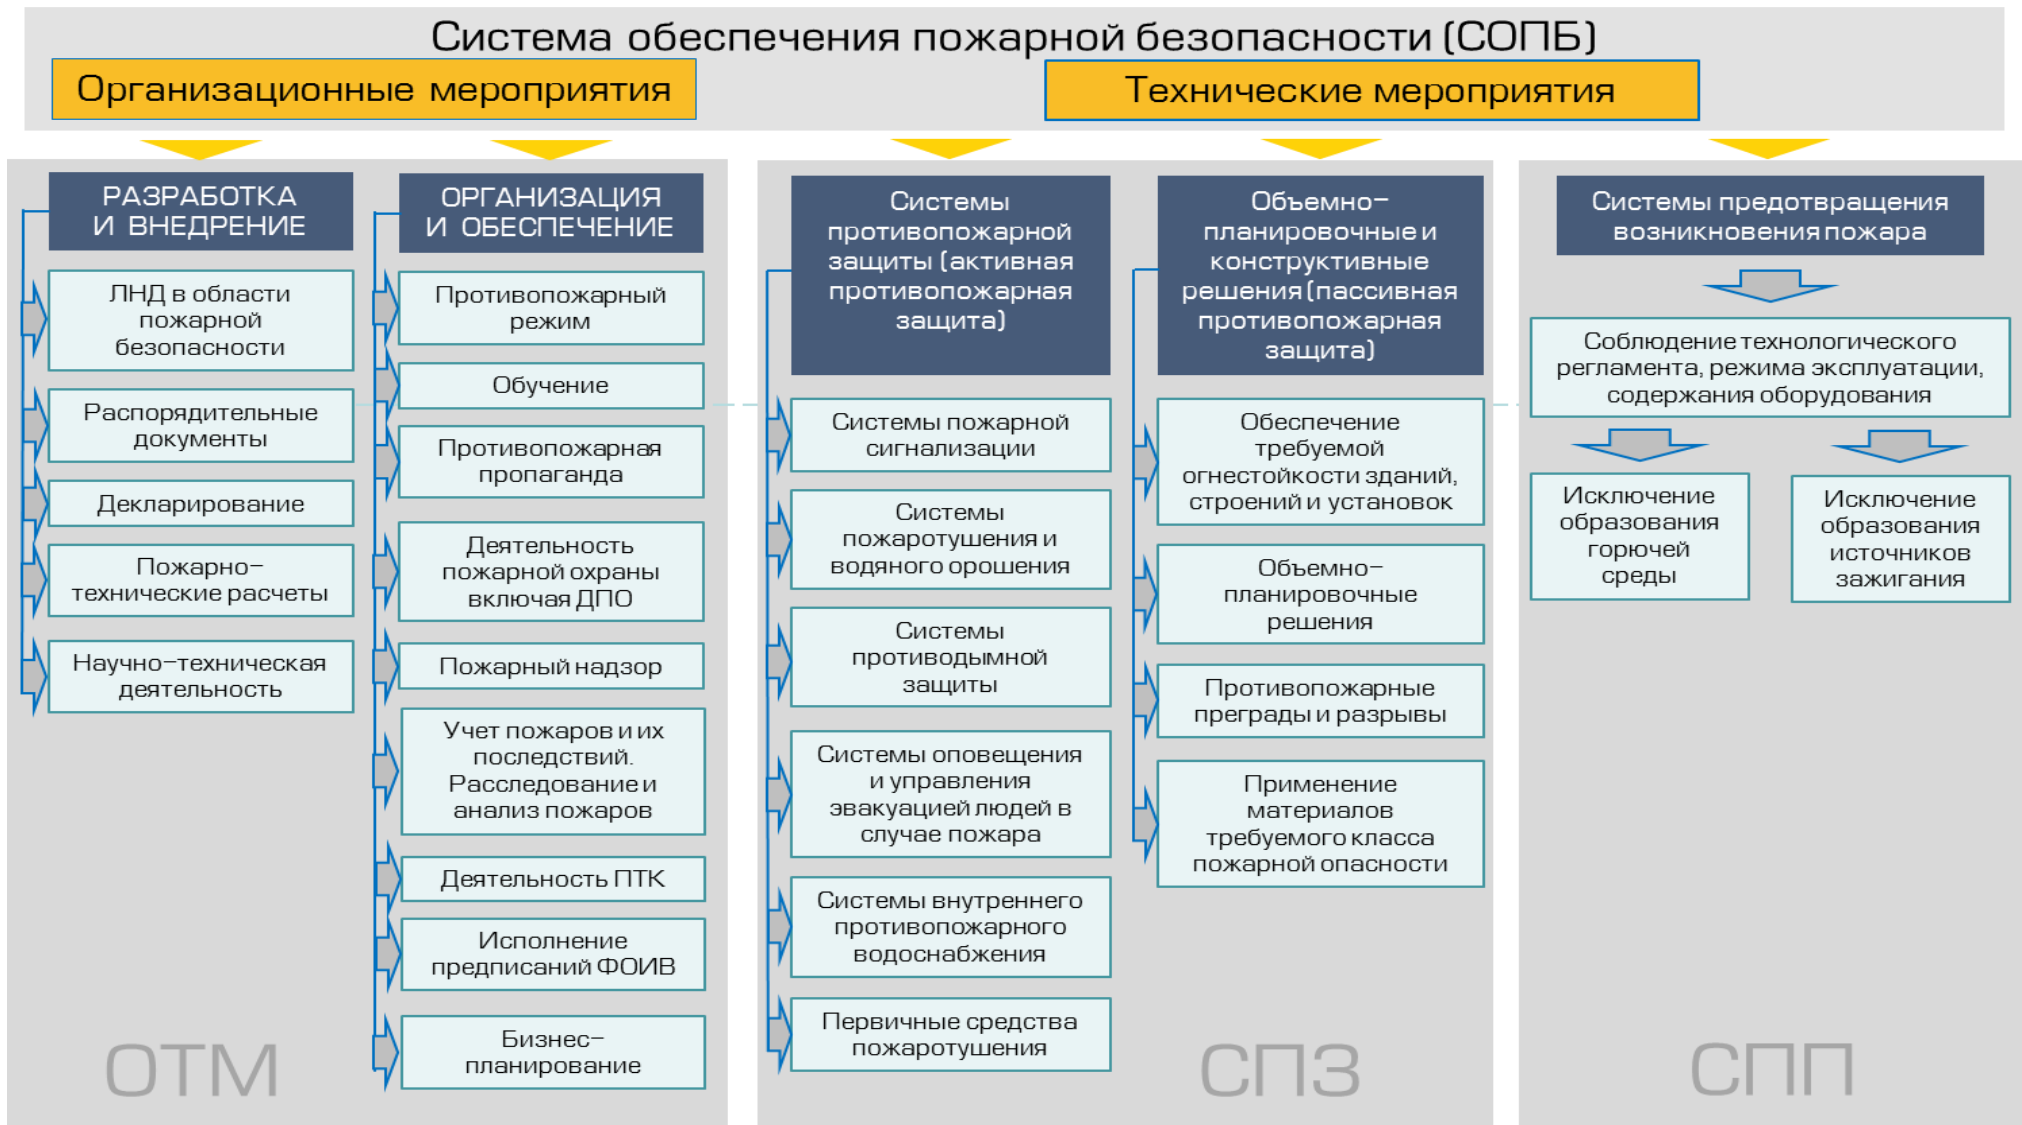 Система обеспечения пожарной безопасности (СОПБ)
Организационные мероприятия
Технические мероприятия
РАЗРАБОТКА
И ВНЕДРЕНИЕ
ЛНД в области
пожарной
безопасности
Распорядительные
документы
Декларирование
Пожарно-
технические расчеты
Научно-техническая
деятельность
ОРГАНИЗАЦИЯ
И ОБЕСПЕЧЕНИЕ
Противопожарный
режим
Обучение
Противопожарная
пропаганда
Деятельность
пожарной охраны
включая ДПО
Пожарный надзор
Учет пожаров и их
последствий.
Расследование и
анализ пожаров
Деятельность ПТК
Исполнение
предписаний ФОИВ
Бизнес-
планирование
ОТМ
Системы
противопожарной
защиты (активная
противопожарная
защита)
Системы пожарной
сигнализации
Системы
пожаротушения и
водяного орошения
Системы
противодымной
защиты
Системы оповещения
и управления
эвакуацией людей в
случае пожара
Системы внутреннего
противопожарного
водоснабжения
Первичные средства
пожаротушения
Объемно-
планировочные и
конструктивные
решения (пассивная
противопожарная
защита)
Обеспечение
требуемой
огнестойкости зданий,
строений и установок
Объемно-
планировочные
решения
Противопожарные
преграды и разрывы
Применение
материалов
требуемого класса
пожарной опасности
СПЗ
Системы предотвращения
возникновения пожара
Соблюдение технологического
регламента, режима эксплуатации,
содержания оборудования
Исключение
образования
горючей
среды
Исключение
образования
источников
зажигания
СПП